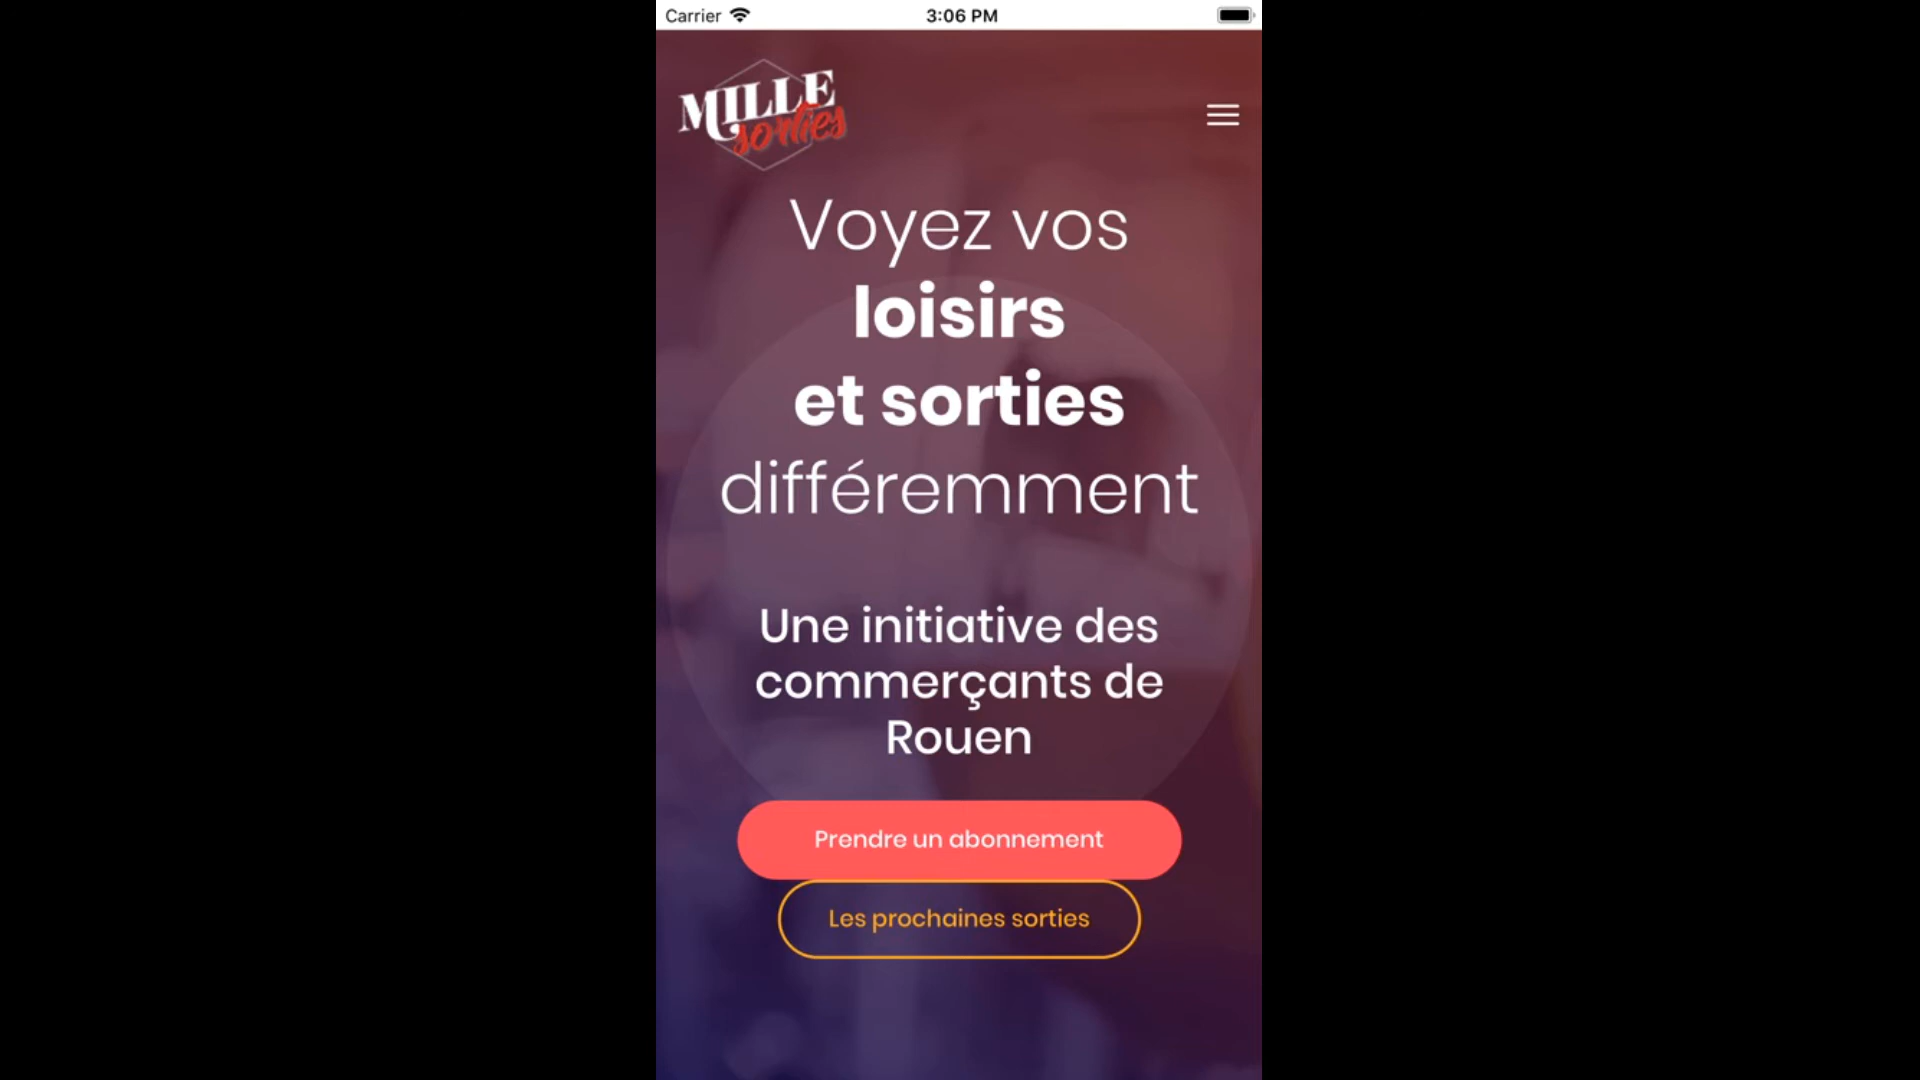 Carrier 3:06 PM
MILLE
sorties
Voyez vos
loisirs
et sorties
différemment
Une initiative des
commerçants de
Rouen
Prendre un abonnement
Les prochaines sorties